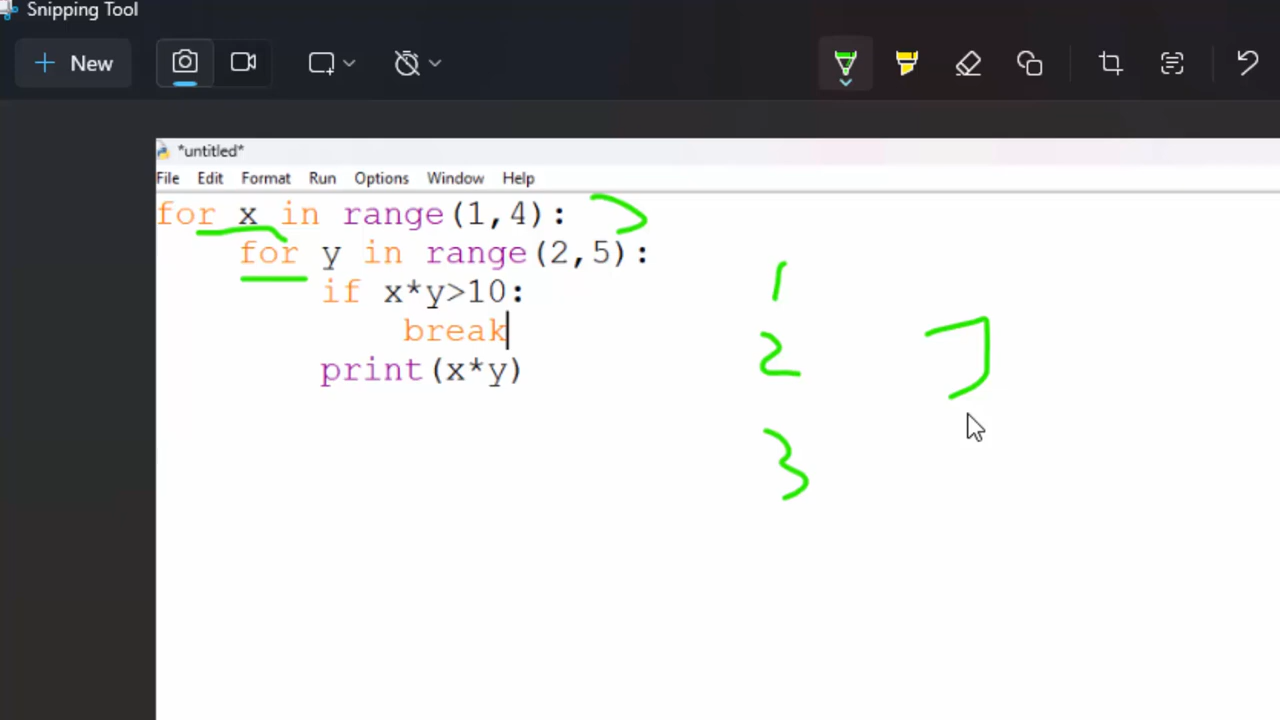 Snipping Tool
New
*untitled*
File Edit Format Run Options Window Help
for x in range(1,4):
for y in range(2,5):
if x*y>10:
break
print(x*y)
1
2
3